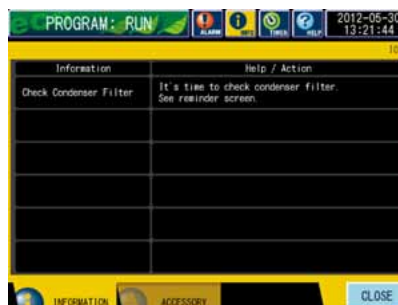 PROGRAM: RUN
ALARM
INFO
TIMER
HELP
2012-05-30
13:21:44
Information
Help / Action
Check Condenser Filter
It's time to check condenser filter.
See reminder screen.
INFORMATION
ACCESSORY
CLOSE